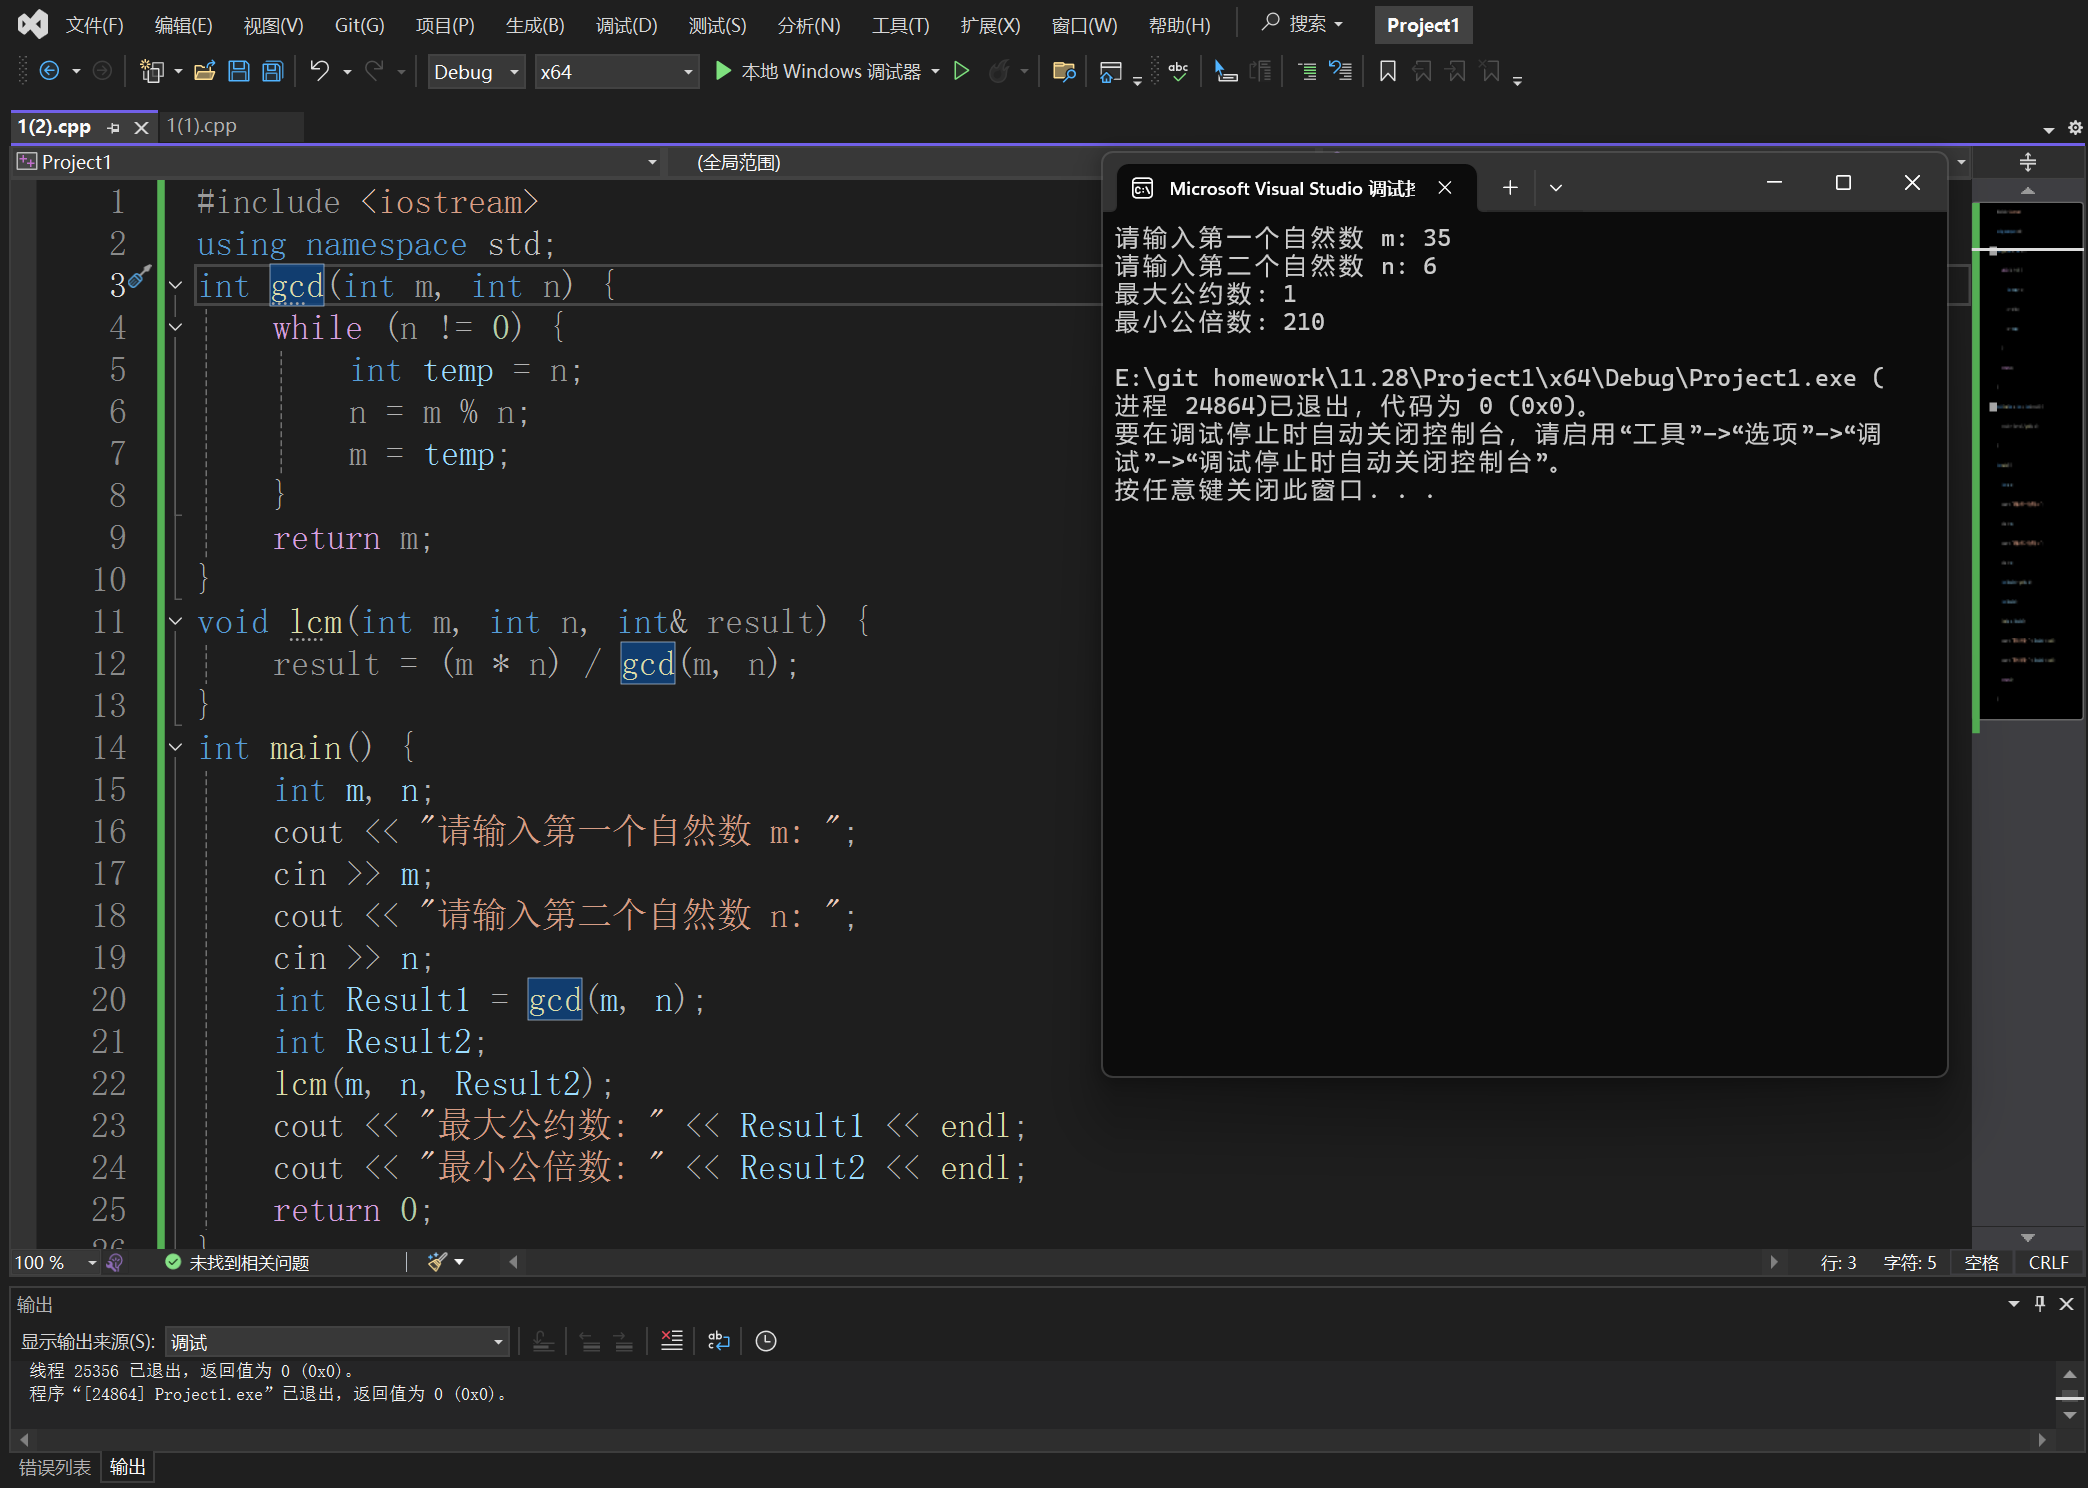 文件(F) 编辑(E) 视图(V) Git(G) 项目(P) 生成(B) 调试(D) 测试(S) 分析(N) 工具(T) 扩展(X) 窗口(W) 帮助(H) 搜索 Project1
Debug x64 本地 Windows 调试器
1(2).cpp 1(1).cpp
Project1 (全局范围)
1 #include <iostream>
2 using namespace std;
3 int gcd(int m, int n) {
4 while (n != 0) {
5 int temp = n;
6 n = m % n;
7 m = temp;
8 }
9 return m;
10 }
11 void lcm(int m, int n, int& result) {
12 result = (m * n) / gcd(m, n);
13 }
14 int main() {
15 int m, n;
16 cout << "请输入第一个自然数 m: ";
17 cin >> m;
18 cout << "请输入第二个自然数 n: ";
19 cin >> n;
20 int Result1 = gcd(m, n);
21 int Result2;
22 lcm(m, n, Result2);
23 cout << "最大公约数: " << Result1 << endl;
24 cout << "最小公倍数: " << Result2 << endl;
25 return 0;
26 }
Microsoft Visual Studio 调试
请输入第一个自然数 m: 35
请输入第二个自然数 n: 6
最大公约数: 1
最小公倍数: 210
E:\git homework\11.28\Project1\x64\Debug\Project1.exe (
进程 24864)已退出，代码为 0 (0x0)。
要在调试停止时自动关闭控制台，请启用“工具”->“选项”->“调
试”->“调试停止时自动关闭控制台”。
按任意键关闭此窗口. . .
100 % 未找到相关问题 行: 3 字符: 5 空格 CRLF
输出
显示输出来源(S): 调试
线程 25356 已退出，返回值为 0 (0x0)。
程序“[24864] Project1.exe”已退出，返回值为 0 (0x0)。
错误列表 输出